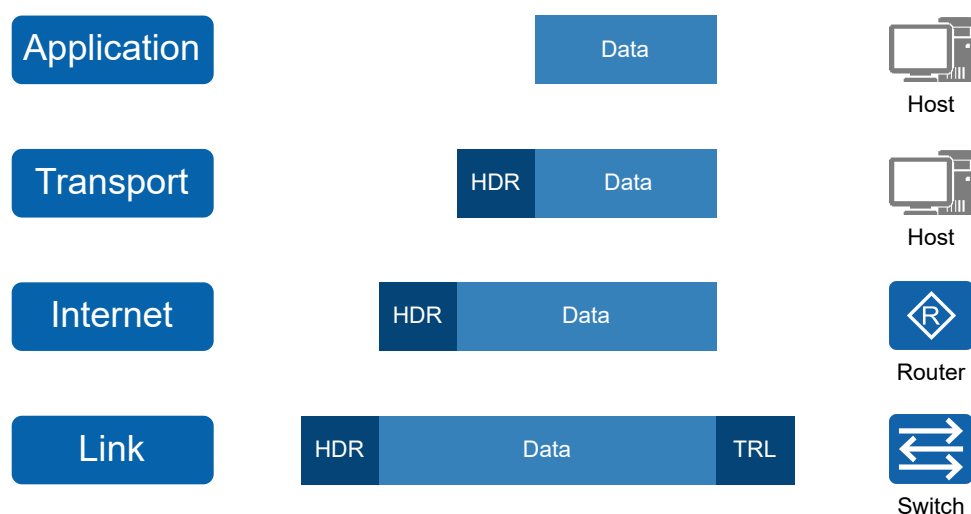 Application
Data
Host
Transport
HDR Data
Host
Internet
HDR Data
R
Router
Link
HDR Data TRL
Switch